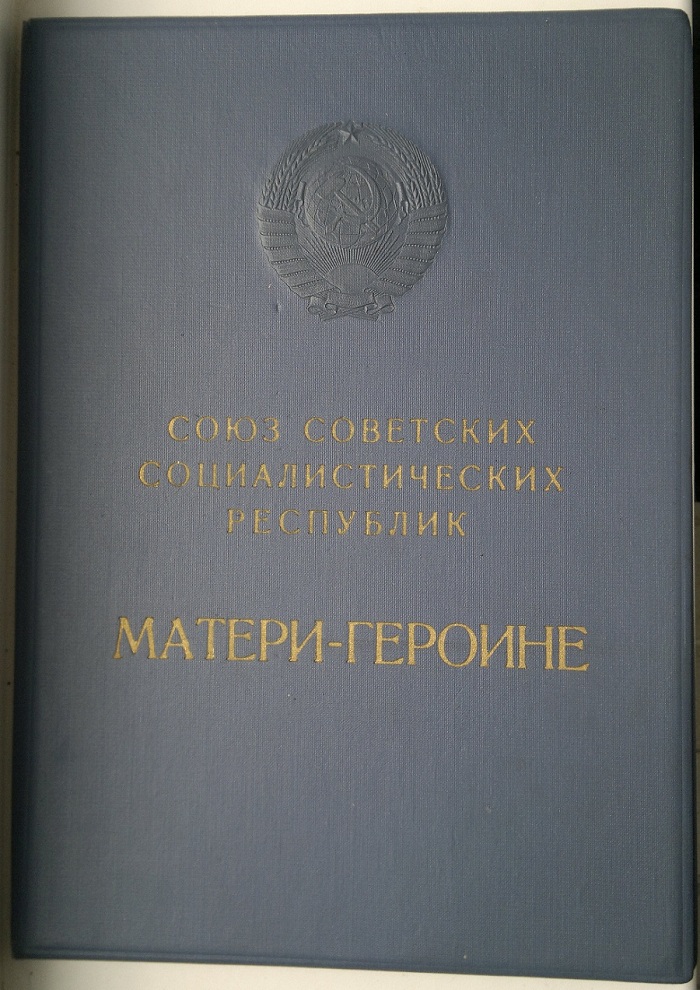 СОЮЗ СОВЕТСКИХ
СОЦИАЛИСТИЧЕСКИХ
РЕСПУБЛИК
МАТЕРИ-ГЕРОИНЕ